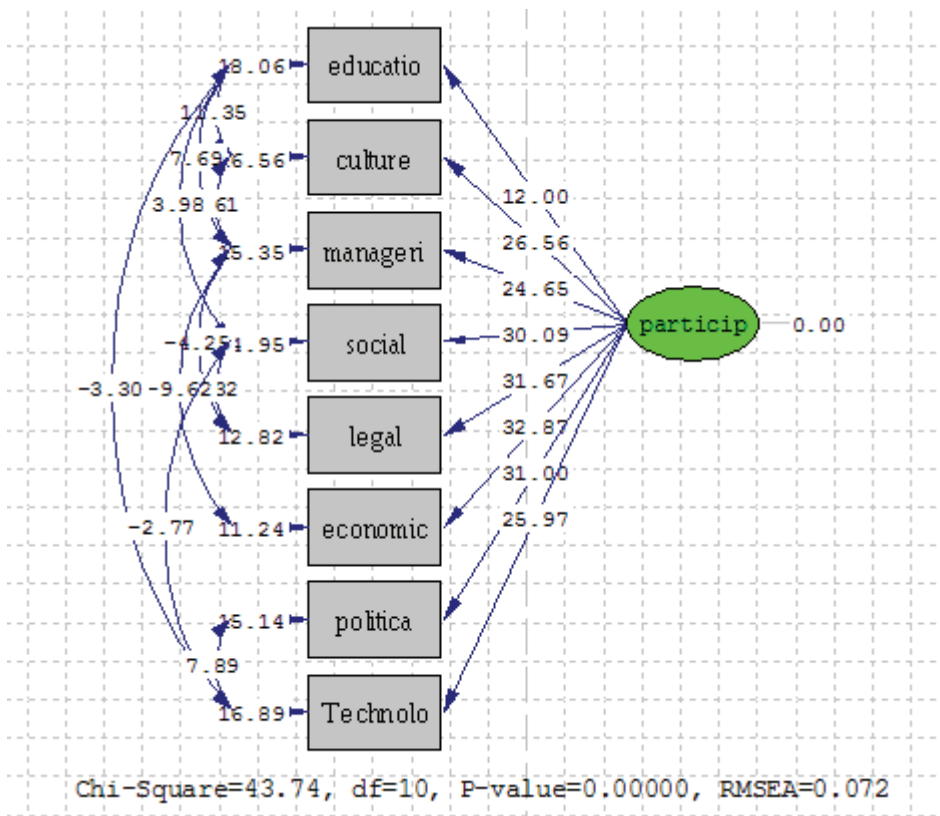 18.06 educatio
11.35
7.69 6.56 culture
12.00
3.98 61
26.56
15.35 manageri
24.65
particip 0.00
-4.25 1.95 social
30.09
31.67
-3.30 -9.62 32
12.82 legal
32.87
31.00
-2.77 11.24 economic
25.97
15.14 politica
7.89
16.89 Technolo
Chi-Square=43.74, df=10, P-value=0.00000, RMSEA=0.072